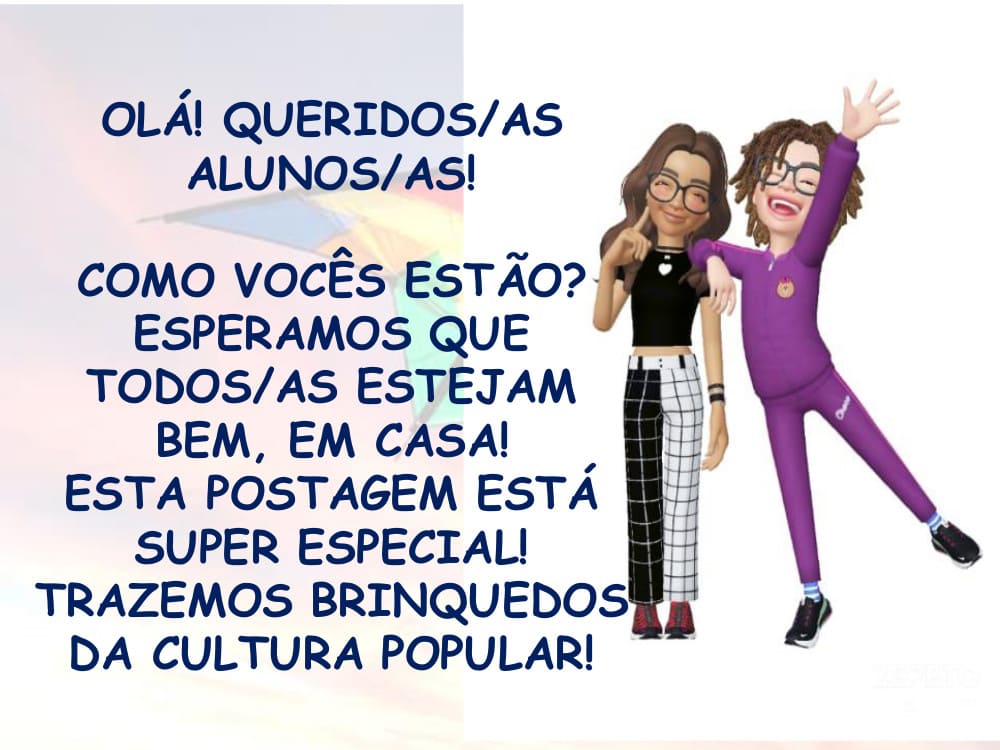 OLÁ! QUERIDOS/AS
ALUNOS/AS!
COMO VOCÊS ESTÃO?
ESPERAMOS QUE
TODOS/AS ESTEJAM
BEM, EM CASA!
ESTA POSTAGEM ESTÁ
SUPER ESPECIAL!
TRAZEMOS BRINQUEDOS
DA CULTURA POPULAR!
ZEPETO